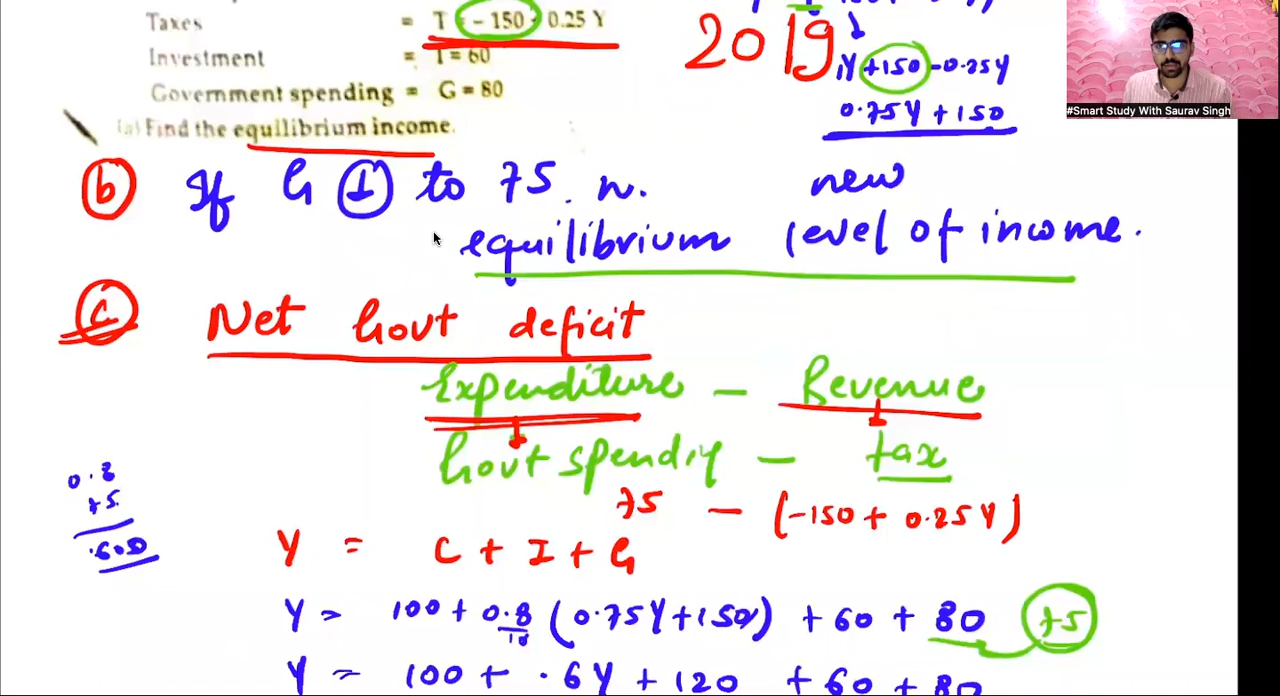 Taxes = T = -150 + 0.25 Y
Investment = I = 60
Government spending = G = 80
(a) Find the equilibrium income.
2019
Y+150-0.25Y
0.75Y + 150
#Smart Study With Saurav Singh
(b) If G ↓ to 75. n. new
equilibrium level of income.
(c) Net Govt deficit
Expenditure - Revenue
Govt spending - tax
75 - (-150 + 0.25Y)
0.8
75
.600
Y = C + I + G
Y = 100 + 0.8 (0.75Y+150) + 60 + 80 75
10
Y = 100 + .6Y + 120 + 60 + 80